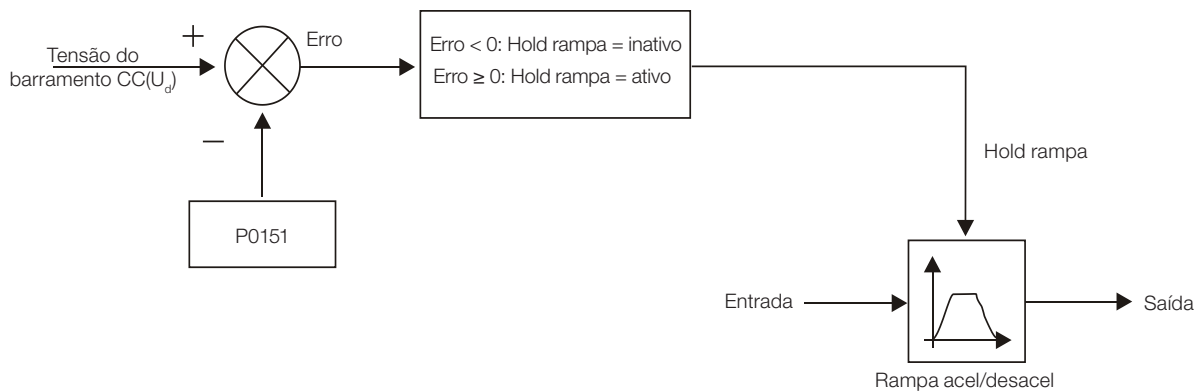 +
Erro
Tensão do
barramento CC(Ud)
Erro < 0: Hold rampa = inativo
Erro ≥ 0: Hold rampa = ativo
−
Hold rampa
P0151
Entrada
Saída
Rampa acel/desacel